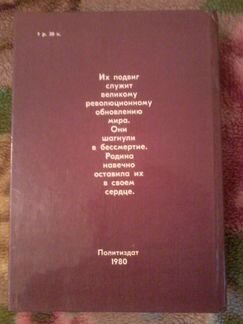 1 р. 30 к.
Их подвиг
служит
великому
революционному
обновлению
мира.
Они
шагнули
в бессмертие.
Родина
навечно
оставила их
в своем
сердце.
Политиздат
1980